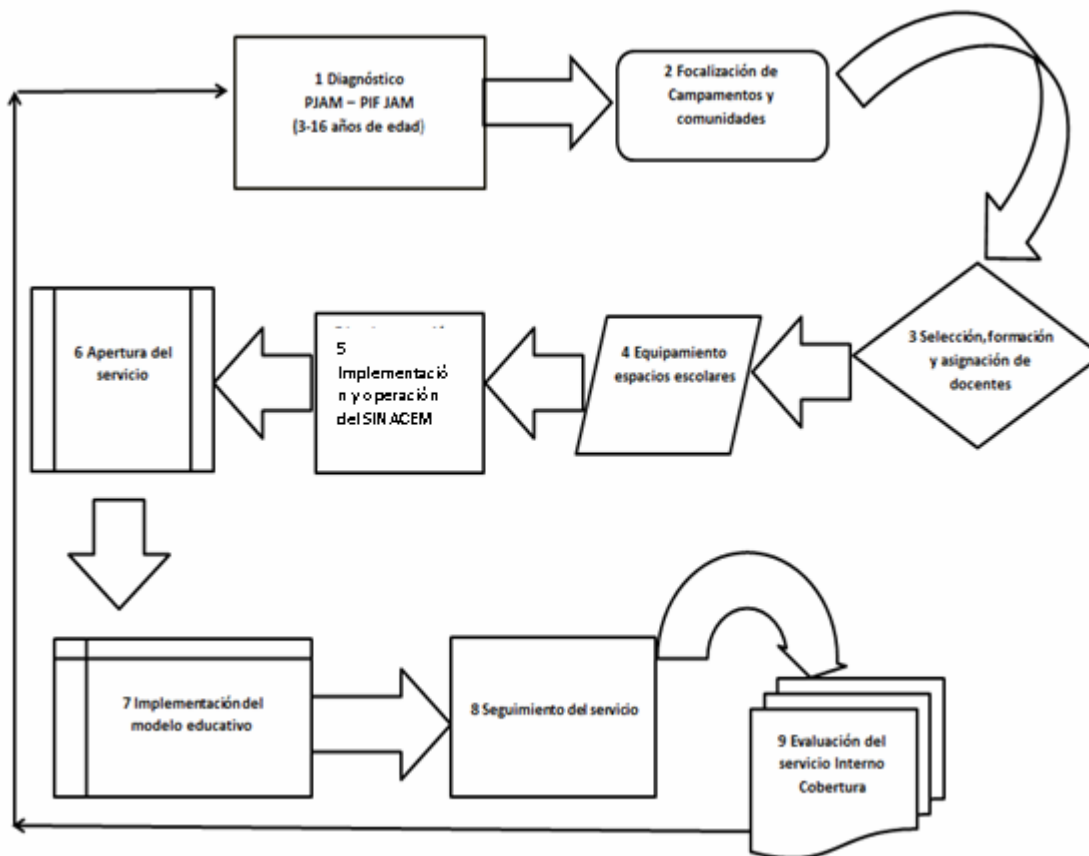 1 Diagnóstico
PJAM – PIF JAM
(3-16 años de edad)
2 Focalización de
Campamentos y
comunidades
3 Selección, formación
y asignación de
docentes
4 Equipamiento
espacios escolares
5
Implementació
n y operación
del SINACEM
6 Apertura del
servicio
7 Implementación del
modelo educativo
8 Seguimiento del servicio
9 Evaluación del
servicio Interno
Cobertura